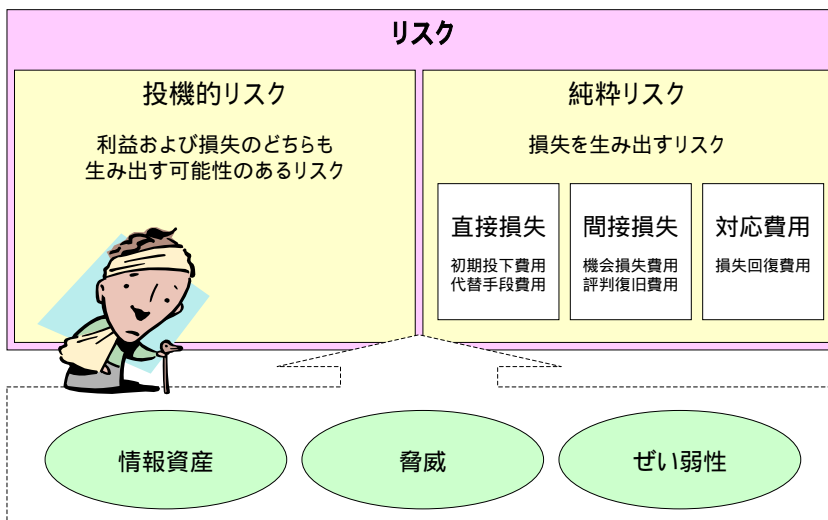 リスク
投機的リスク
利益および損失のどちらも
生み出す可能性のあるリスク
純粋リスク
損失を生み出すリスク
直接損失
初期投下費用
代替手段費用
間接損失
機会損失費用
評判復旧費用
対応費用
損失回復費用
情報資産
脅威
ぜい弱性